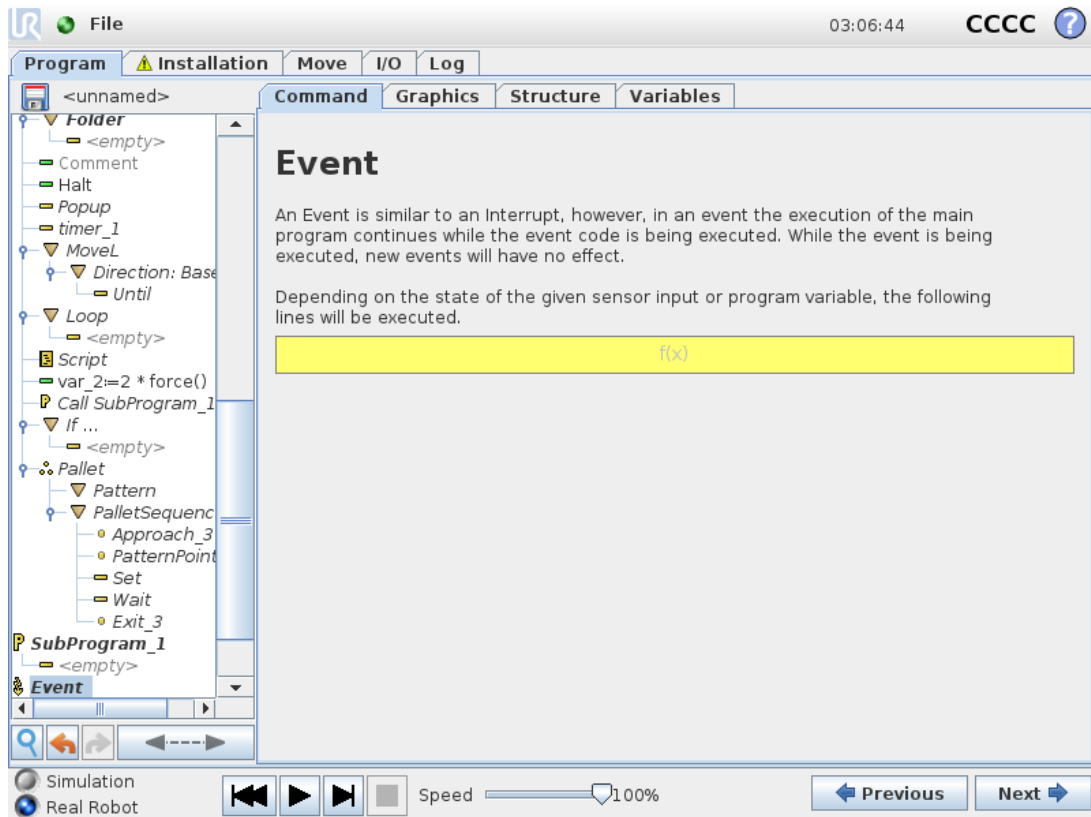 UR File 03:06:44 CCCC ?
Program Installation Move I/O Log
<unnamed>
Command Graphics Structure Variables
Folder
<empty>
Comment
Halt
Popup
timer_1
MoveL
Direction: Base
Until
Loop
<empty>
Script
var_2:=2 * force()
P Call SubProgram_1
If ...
<empty>
Pallet
Pattern
PalletSequenc
Approach_3
PatternPoint
Set
Wait
Exit_3
P SubProgram_1
<empty>
Event
Event
An Event is similar to an Interrupt, however, in an event the execution of the main
program continues while the event code is being executed. While the event is being
executed, new events will have no effect.
Depending on the state of the given sensor input or program variable, the following
lines will be executed.
f(x)
Simulation
Real Robot
Speed 100%
Previous Next